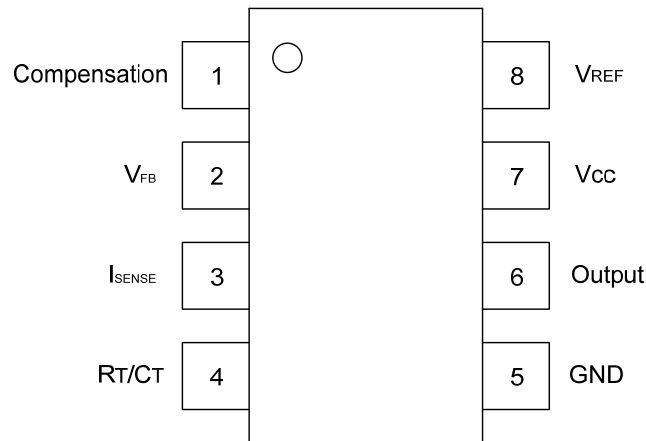 Compensation 1 8 VREF
VFB 2 7 VCC
ISENSE 3 6 Output
RT/CT 4 5 GND